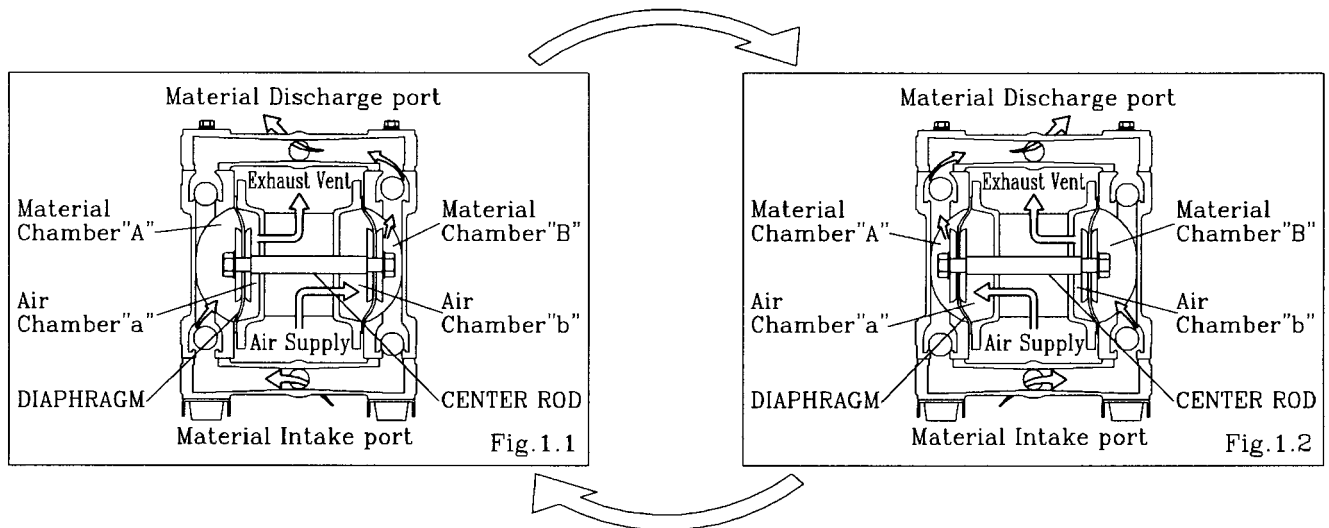 Material Discharge port
Exhaust Vent
Material
Chamber"A"
Material
Chamber"B"
Air
Chamber"a"
Air
Chamber"b"
Air Supply
DIAPHRAGM
CENTER ROD
Material Intake port
Fig.1.1
Material Discharge port
Exhaust Vent
Material
Chamber"A"
Material
Chamber"B"
Air
Chamber"a"
Air
Chamber"b"
Air Supply
DIAPHRAGM
CENTER ROD
Material Intake port
Fig.1.2